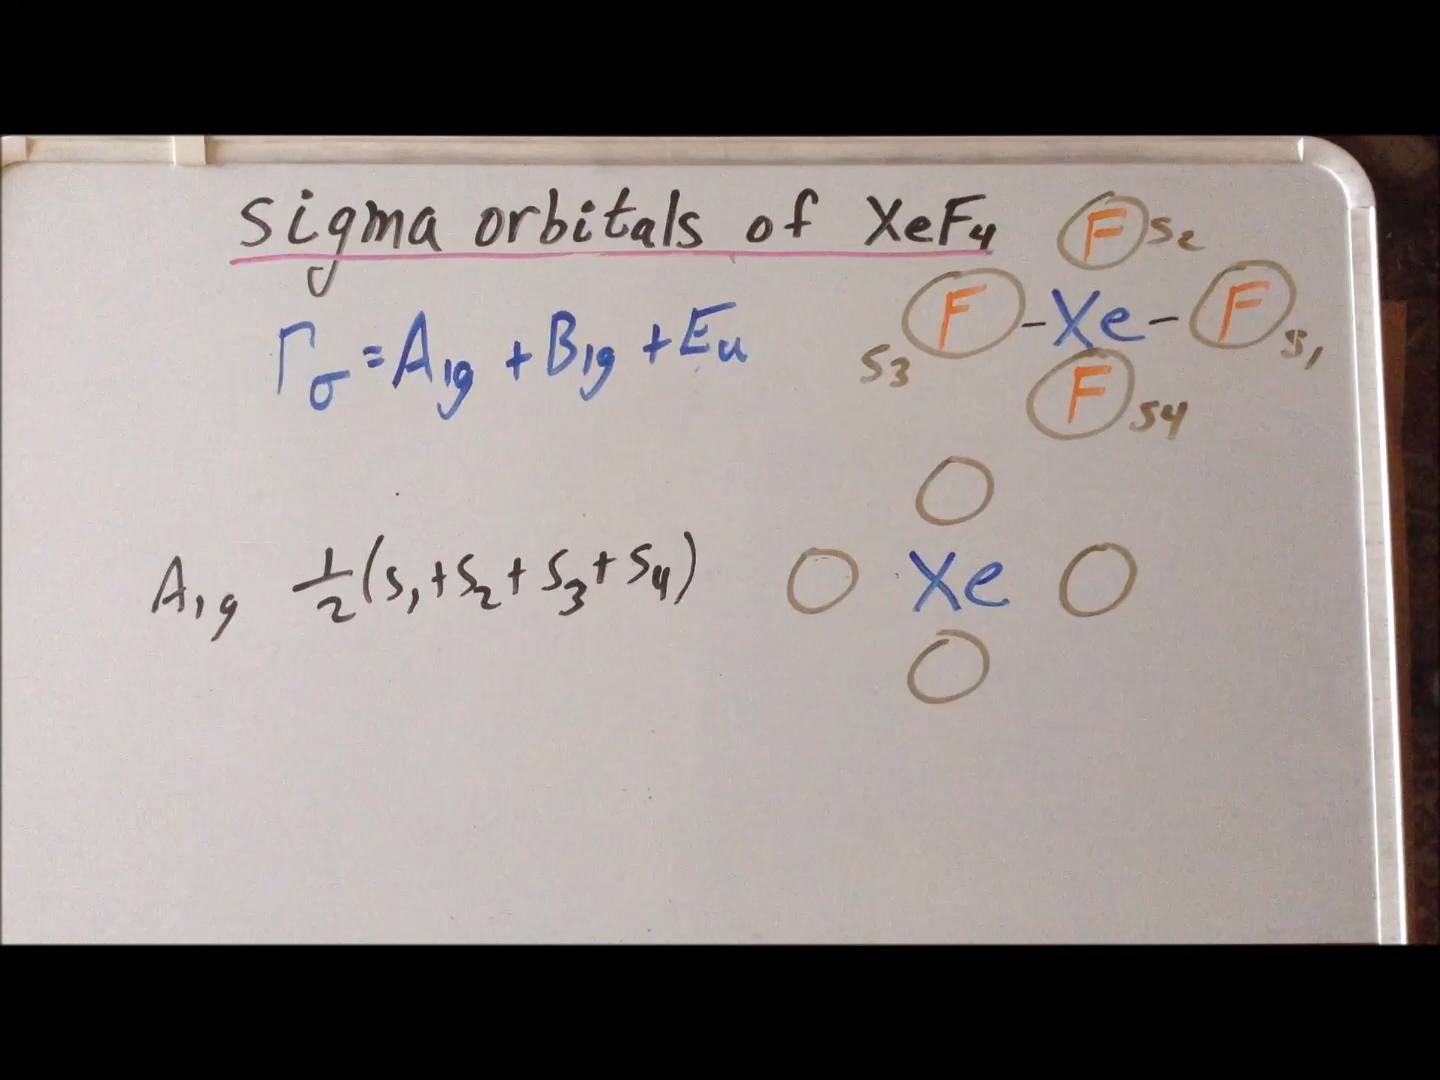 Sigma orbitals of XeF₄
F S₂
Γσ = A₁g + B₁g + Eᵤ
F - Xe - F
S₃ S₁
F S₄
A₁g ½(S₁ + S₂ + S₃ + S₄) Xe